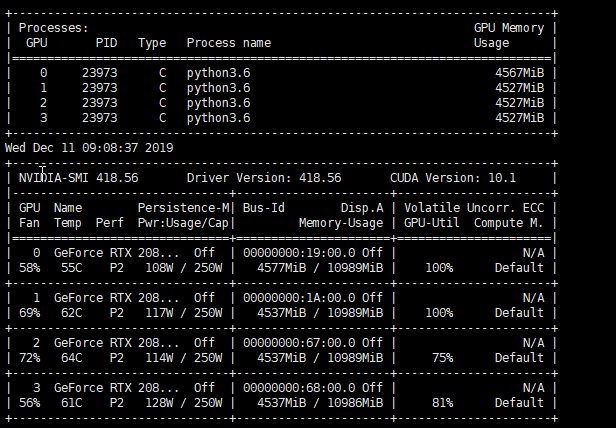 +-----------------------------------------------------------------------------+
| Processes:                                                       GPU Memory |
|  GPU       PID   Type   Process name                             Usage      |
|=============================================================================|
|    0     23973      C   python3.6                                   4567MiB |
|    1     23973      C   python3.6                                   4527MiB |
|    2     23973      C   python3.6                                   4527MiB |
|    3     23973      C   python3.6                                   4527MiB |
+-----------------------------------------------------------------------------+
Wed Dec 11 09:08:37 2019
+-----------------------------------------------------------------------------+
| NVIDIA-SMI 418.56       Driver Version: 418.56       CUDA Version: 10.1     |
|-------------------------------+----------------------+----------------------+
| GPU  Name        Persistence-M| Bus-Id        Disp.A | Volatile Uncorr. ECC |
| Fan  Temp  Perf  Pwr:Usage/Cap|         Memory-Usage | GPU-Util  Compute M. |
|===============================+======================+======================|
|   0  GeForce RTX 208...  Off  | 00000000:19:00.0 Off |                  N/A |
| 58%   55C    P2   108W / 250W |   4577MiB / 10989MiB |    100%      Default |
+-------------------------------+----------------------+----------------------+
|   1  GeForce RTX 208...  Off  | 00000000:1A:00.0 Off |                  N/A |
| 69%   62C    P2   117W / 250W |   4537MiB / 10989MiB |    100%      Default |
+-------------------------------+----------------------+----------------------+
|   2  GeForce RTX 208...  Off  | 00000000:67:00.0 Off |                  N/A |
| 72%   64C    P2   114W / 250W |   4537MiB / 10989MiB |     75%      Default |
+-------------------------------+----------------------+----------------------+
|   3  GeForce RTX 208...  Off  | 00000000:68:00.0 Off |                  N/A |
| 56%   61C    P2   128W / 250W |   4537MiB / 10986MiB |     81%      Default |
+-------------------------------+----------------------+----------------------+